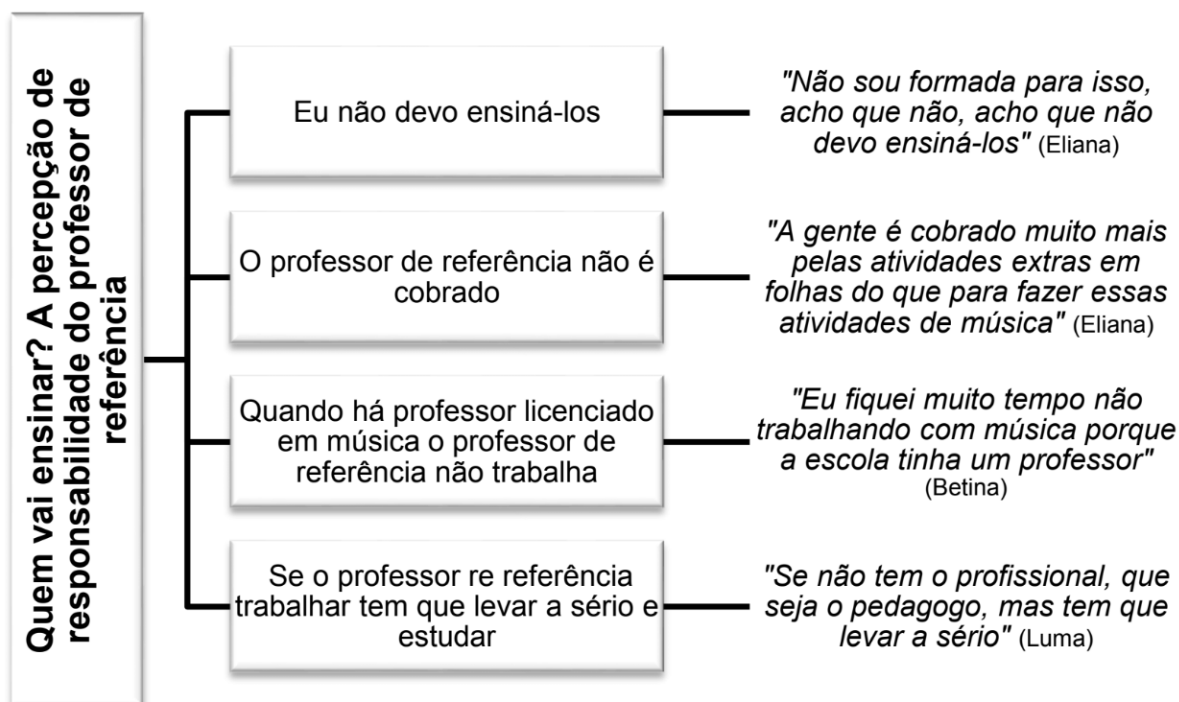 Quem vai ensinar? A percepção de
responsabilidade do professor de
referência
Eu não devo ensiná-los
"Não sou formada para isso,
acho que não, acho que não
devo ensiná-los" (Eliana)
O professor de referência não é
cobrado
"A gente é cobrado muito mais
pelas atividades extras em
folhas do que para fazer essas
atividades de música" (Eliana)
Quando há professor licenciado
em música o professor de
referência não trabalha
"Eu fiquei muito tempo não
trabalhando com música porque
a escola tinha um professor"
(Betina)
Se o professor re referência
trabalhar tem que levar a sério e
estudar
"Se não tem o profissional, que
seja o pedagogo, mas tem que
levar a sério" (Luma)